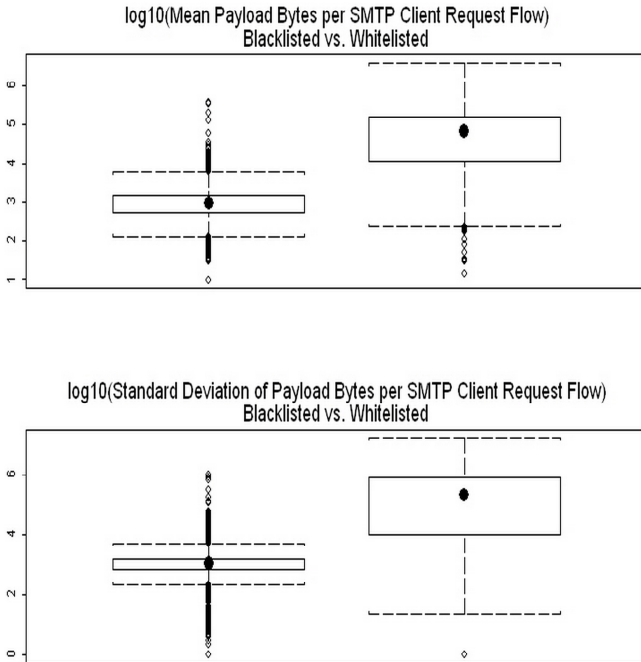 log10(Mean Payload Bytes per SMTP Client Request Flow)
Blacklisted vs. Whitelisted
6
5
4
3
2
1
log10(Standard Deviation of Payload Bytes per SMTP Client Request Flow)
Blacklisted vs. Whitelisted
6
4
2
0